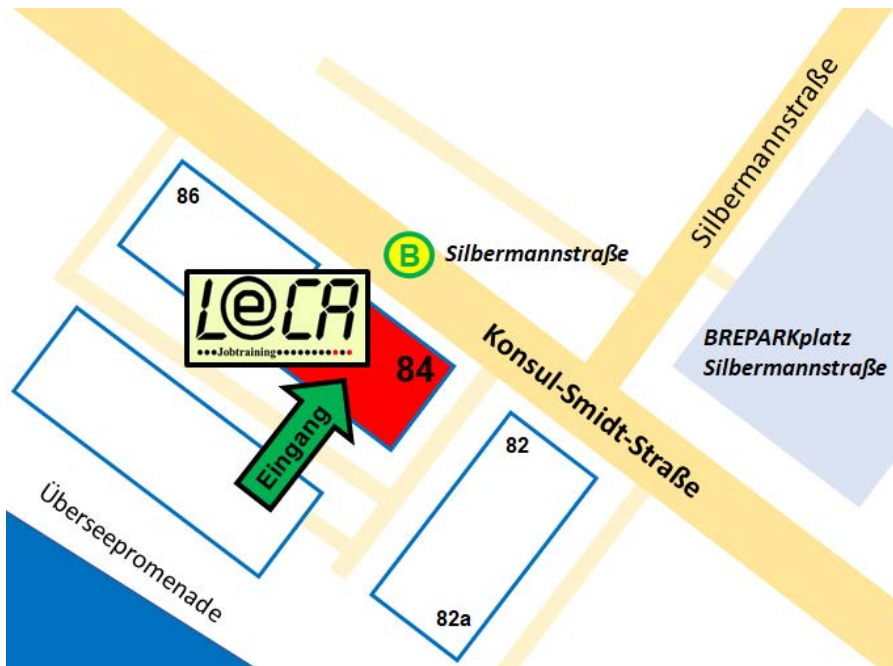 Silbermannstraße
86
B
Silbermannstraße
LeCA
•••Jobtraining••••••••••
84
Konsul-Smidt-Straße
BREPARKplatz
Silbermannstraße
Eingang
82
Überseepromenade
82a